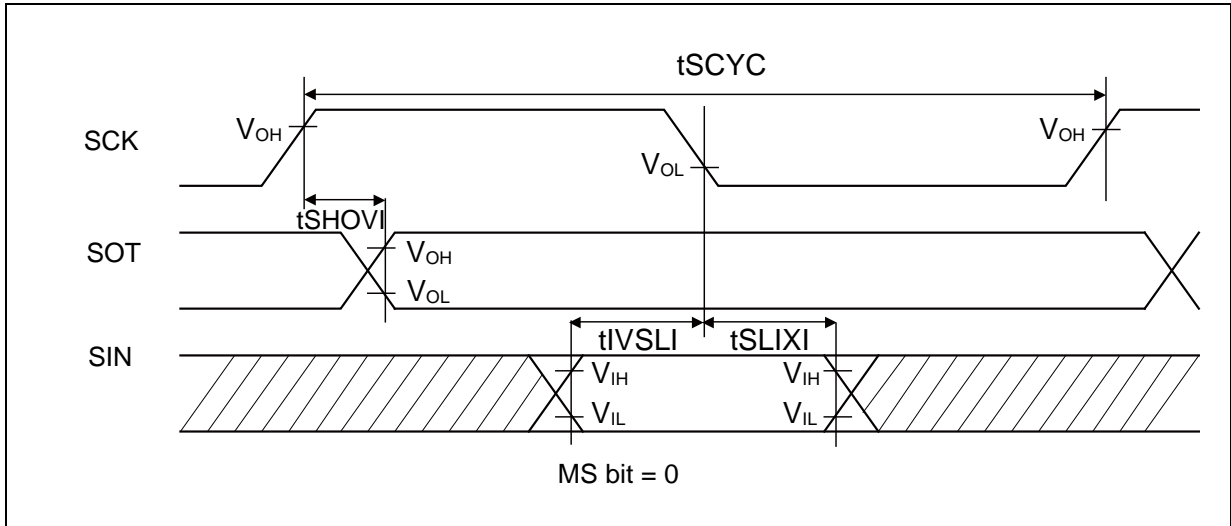 tSCYC
SCK
VOH
VOL
VOH
tSHOVI
SOT
VOH
VOL
SIN
tIVSLI
tSLIXI
VIH
VIH
VIL
VIL
MS bit = 0